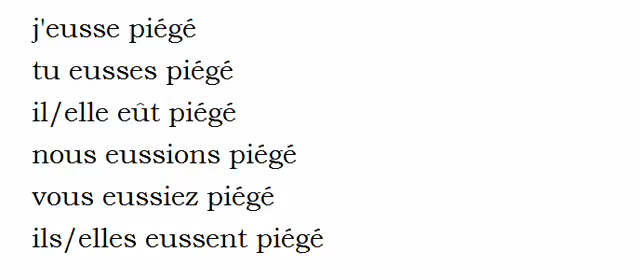 j'eusse piégé
tu eusses piégé
il/elle eût piégé
nous eussions piégé
vous eussiez piégé
ils/elles eussent piégé